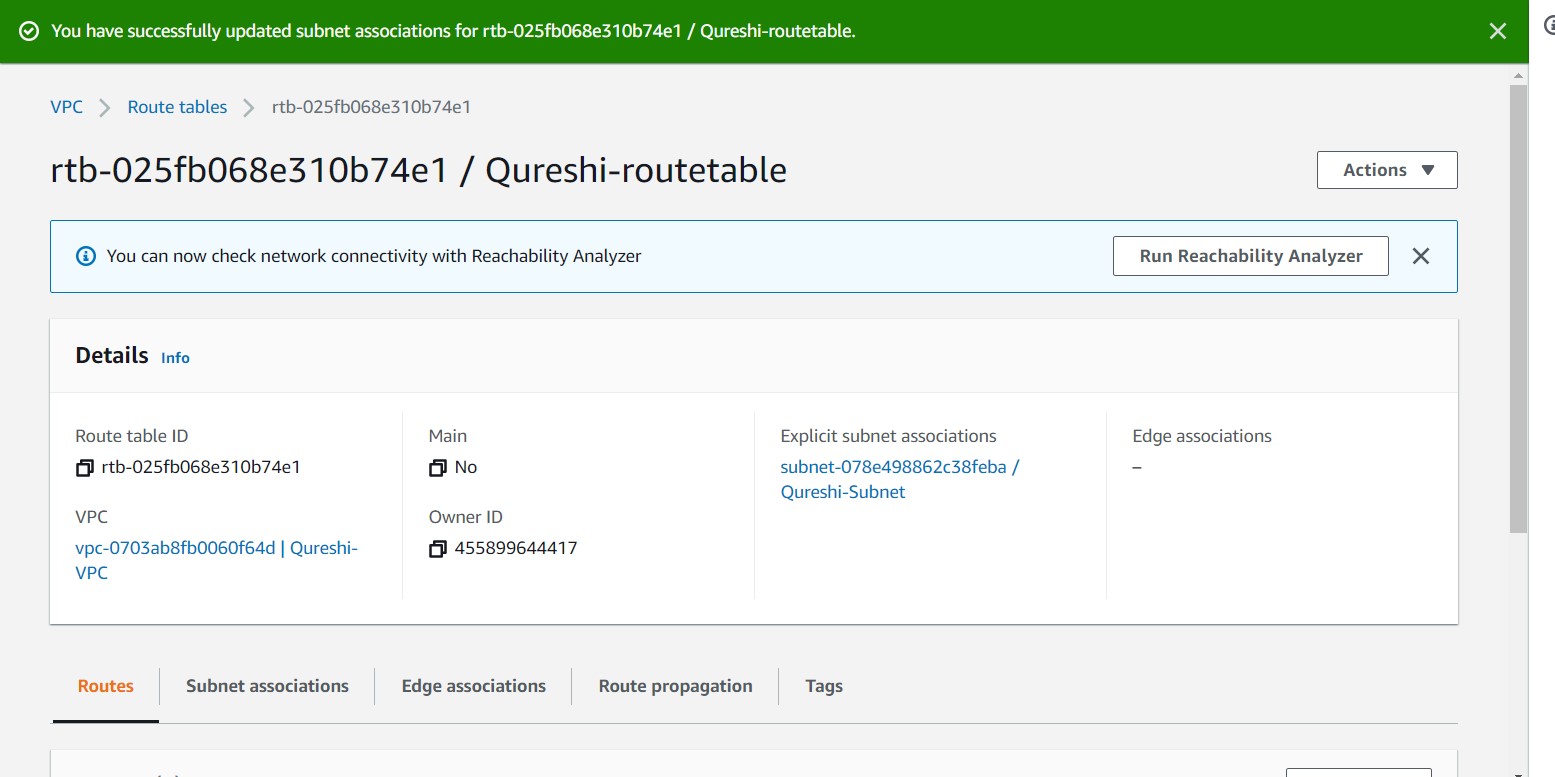 You have successfully updated subnet associations for rtb-025fb068e310b74e1 / Qureshi-routetable.
VPC > Route tables > rtb-025fb068e310b74e1
rtb-025fb068e310b74e1 / Qureshi-routetable
Actions
You can now check network connectivity with Reachability Analyzer
Run Reachability Analyzer
Details Info
Route table ID
rtb-025fb068e310b74e1
Main
No
Explicit subnet associations
subnet-078e498862c38feba /
Qureshi-Subnet
Edge associations
–
VPC
vpc-0703ab8fb0060f64d | Qureshi-
VPC
Owner ID
455899644417
Routes
Subnet associations
Edge associations
Route propagation
Tags